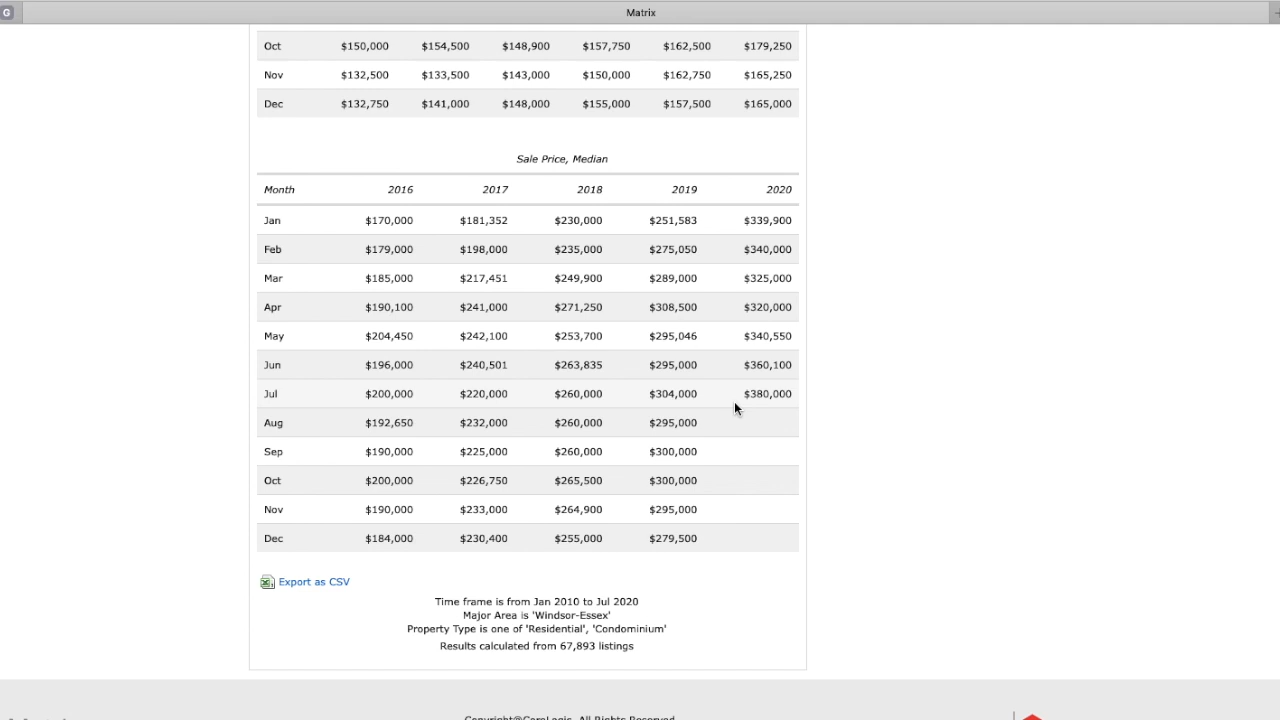 G
Matrix
Oct $150,000 $154,500 $148,900 $157,750 $162,500 $179,250
Nov $132,500 $133,500 $143,000 $150,000 $162,750 $165,250
Dec $132,750 $141,000 $148,000 $155,000 $157,500 $165,000
Sale Price, Median
Month 2016 2017 2018 2019 2020
Jan $170,000 $181,352 $230,000 $251,583 $339,900
Feb $179,000 $198,000 $235,000 $275,050 $340,000
Mar $185,000 $217,451 $249,900 $289,000 $325,000
Apr $190,100 $241,000 $271,250 $308,500 $320,000
May $204,450 $242,100 $253,700 $295,046 $340,550
Jun $196,000 $240,501 $263,835 $295,000 $360,100
Jul $200,000 $220,000 $260,000 $304,000 $380,000
Aug $192,650 $232,000 $260,000 $295,000
Sep $190,000 $225,000 $260,000 $300,000
Oct $200,000 $226,750 $265,500 $300,000
Nov $190,000 $233,000 $264,900 $295,000
Dec $184,000 $230,400 $255,000 $279,500
Export as CSV
Time frame is from Jan 2010 to Jul 2020
Major Area is 'Windsor-Essex'
Property Type is one of 'Residential', 'Condominium'
Results calculated from 67,893 listings
Copyright©CoreLogic. All Rights Reserved